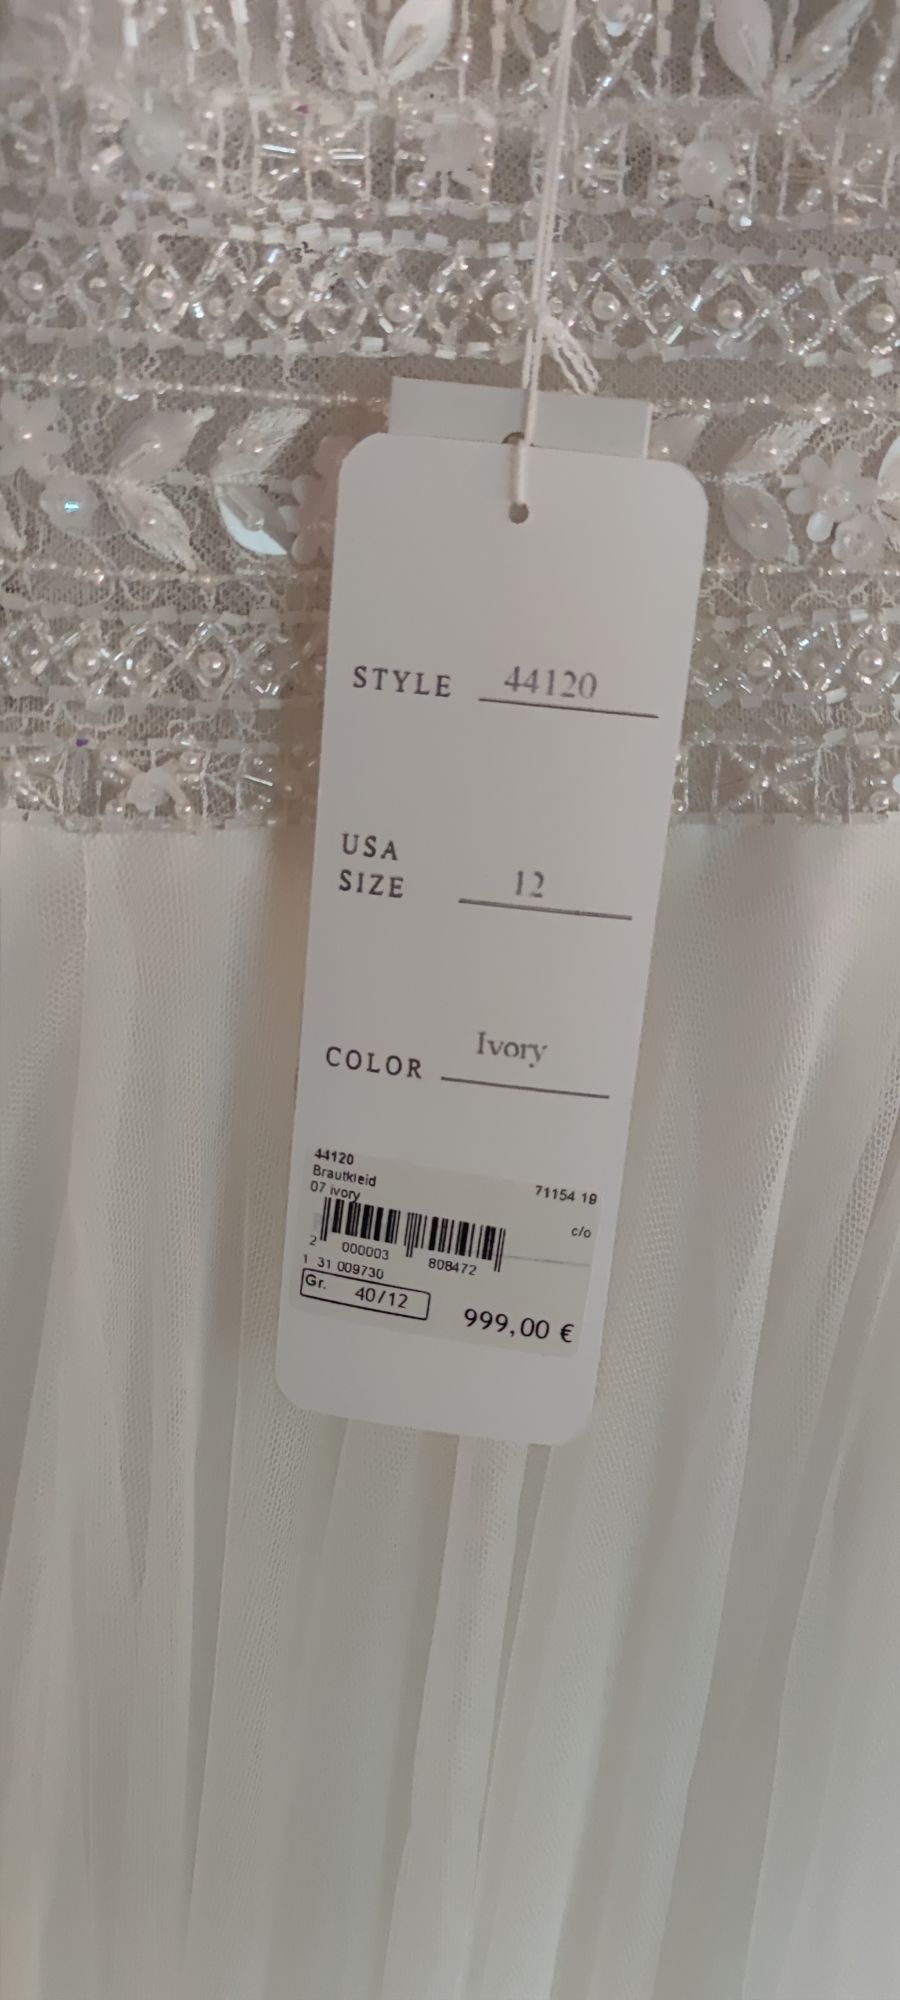 STYLE 44120
USA
SIZE 12
COLOR Ivory
44120
Brautkleid 71154 19
07 ivory
c/o
2 000003 808472
1 31 009730
Gr. 40/12
999,00 €